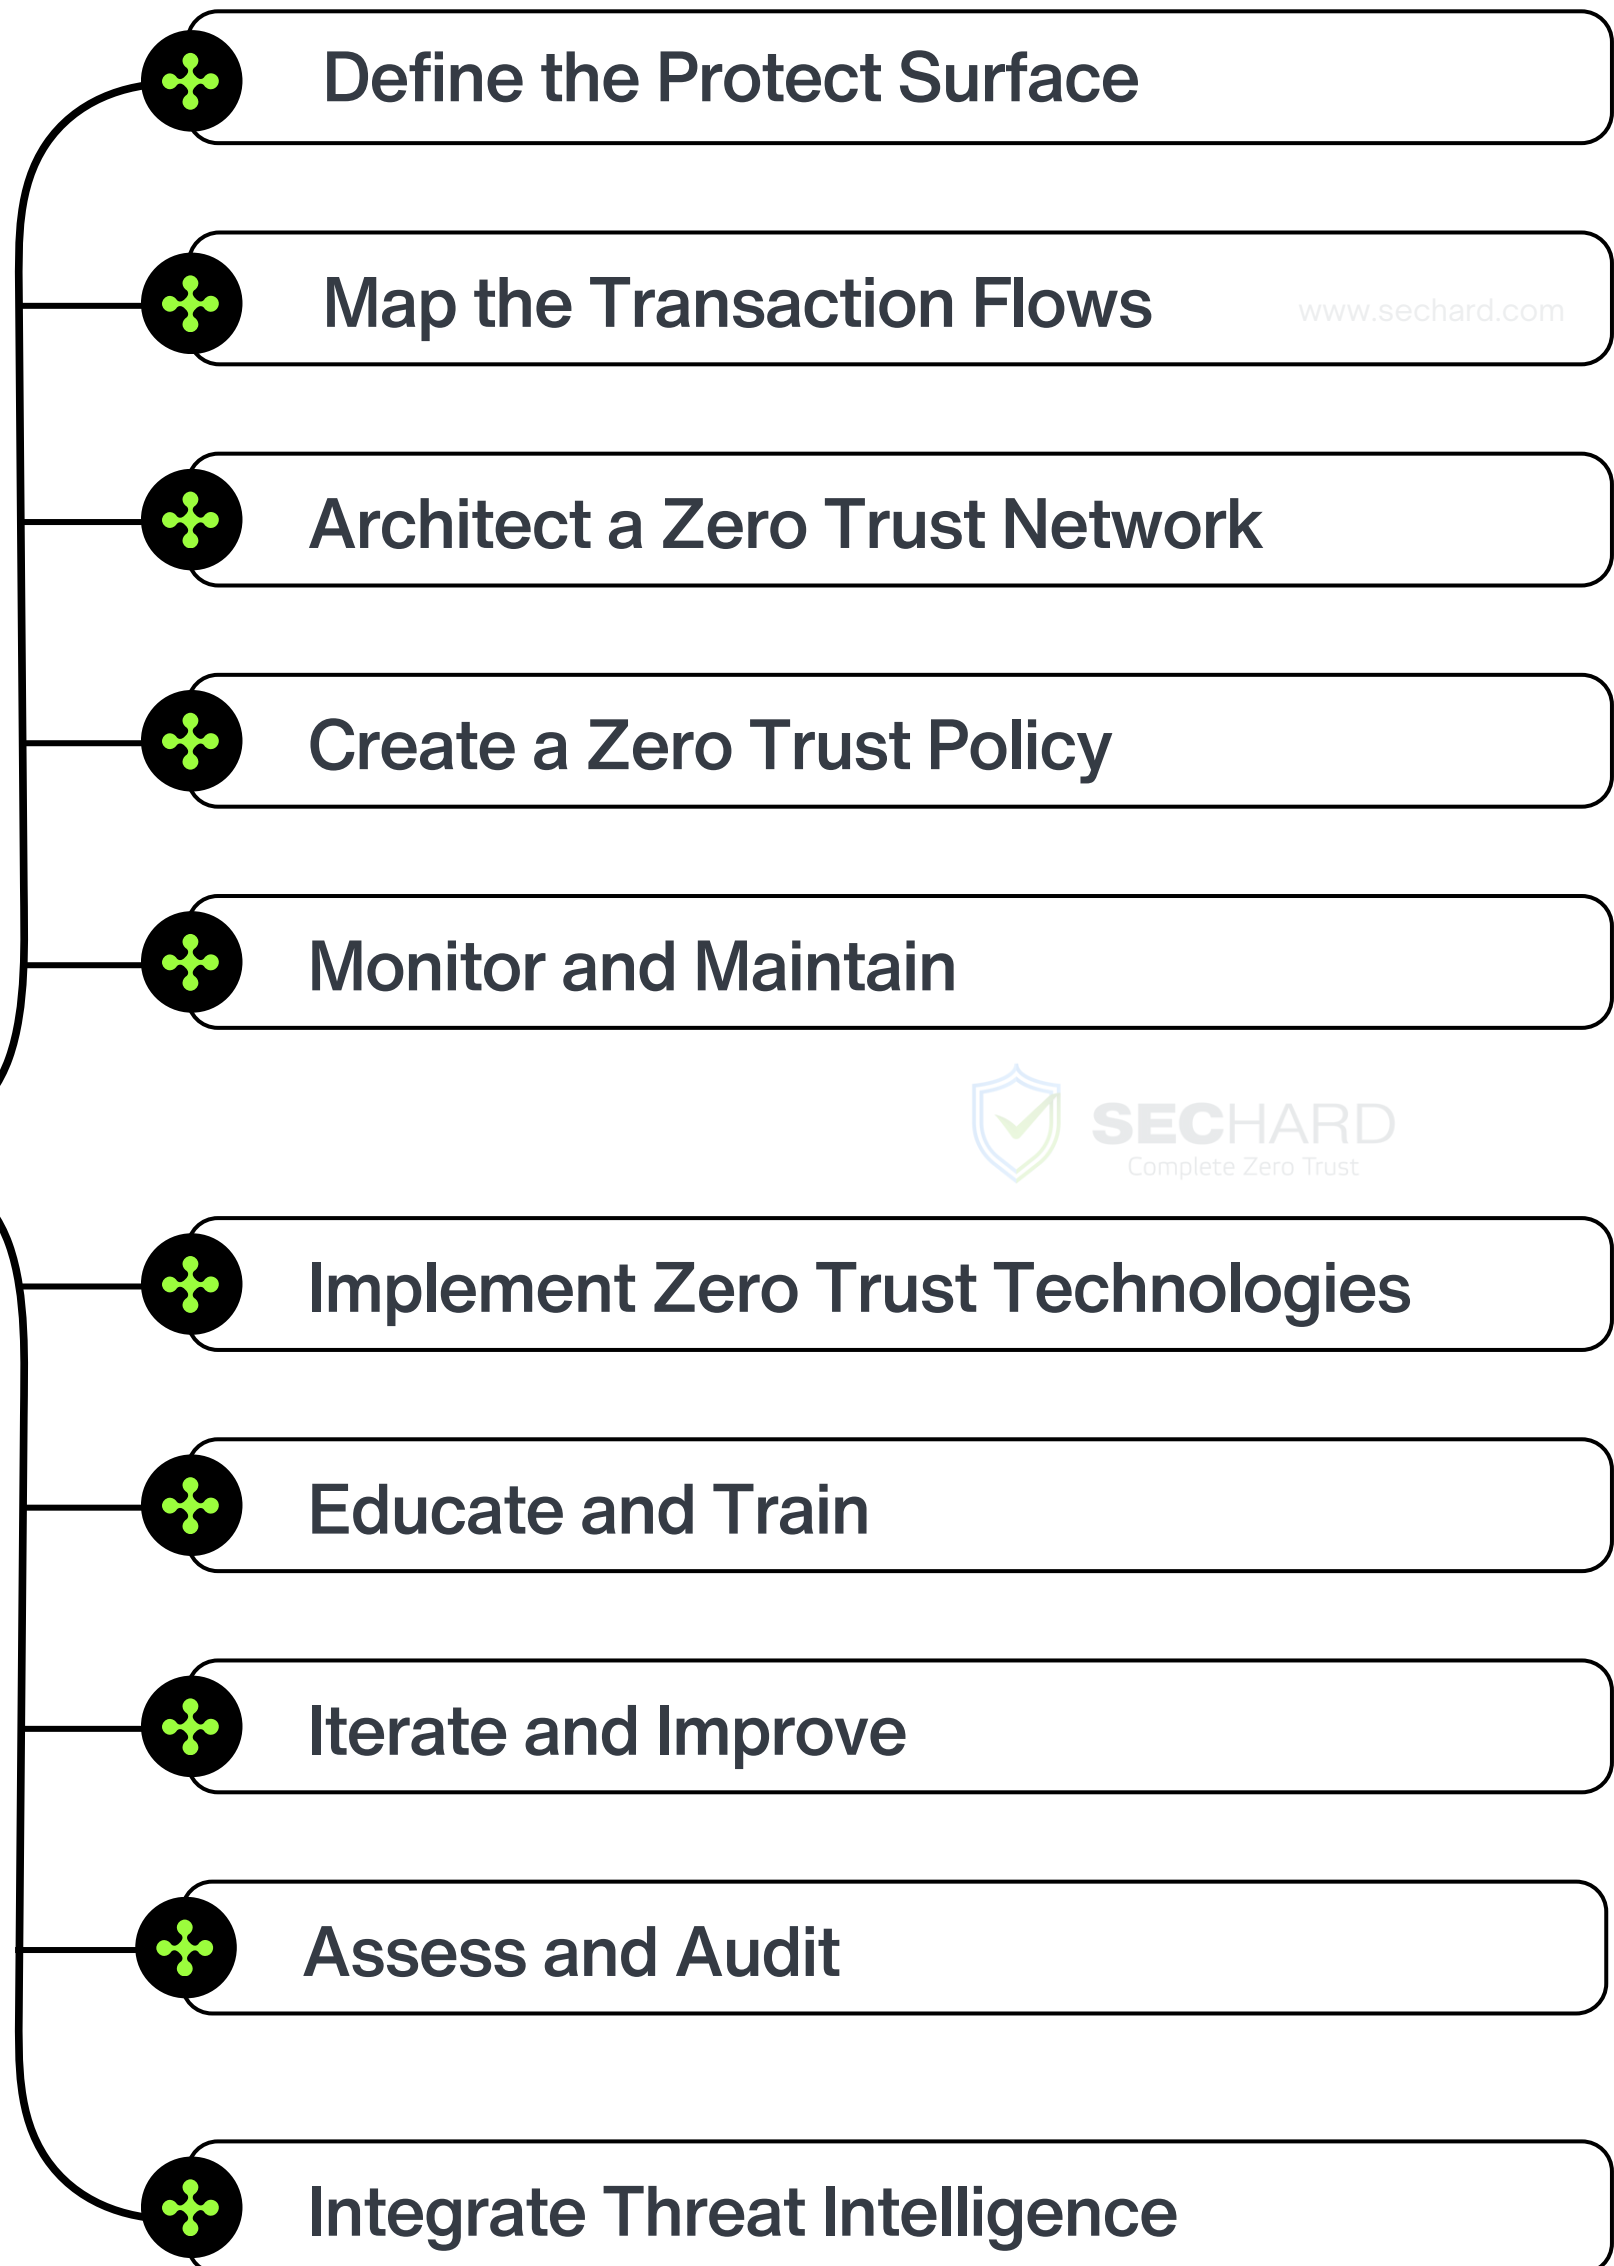 Define the Protect Surface
Map the Transaction Flows
www.sechard.com
Architect a Zero Trust Network
Create a Zero Trust Policy
Monitor and Maintain
SECHARD
Complete Zero Trust
Implement Zero Trust Technologies
Educate and Train
Iterate and Improve
Assess and Audit
Integrate Threat Intelligence